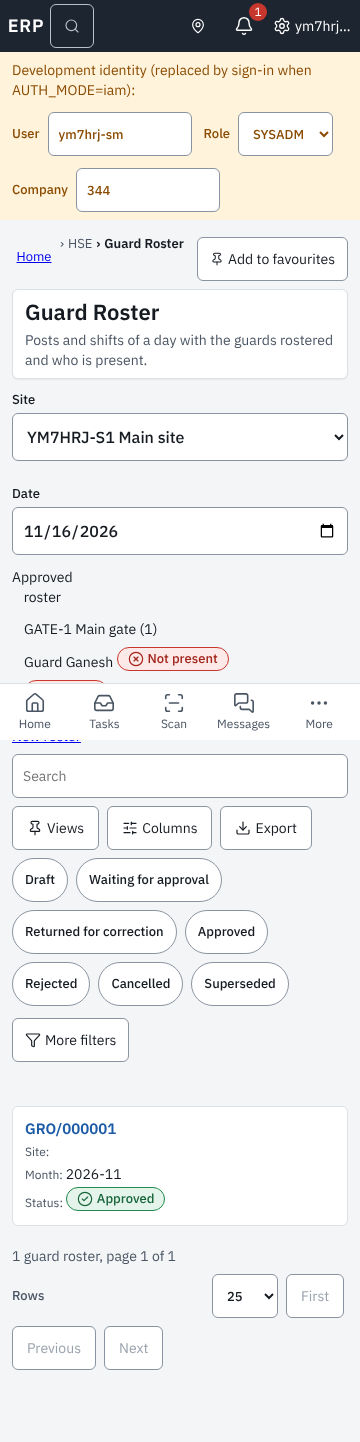 ERP
1
ym7hrj...
Development identity (replaced by sign-in when
AUTH_MODE=iam):
User ym7hrj-sm Role SYSADM
Company 344
Home › HSE › Guard Roster
Add to favourites
Guard Roster
Posts and shifts of a day with the guards rostered
and who is present.
Site
YM7HRJ-S1 Main site
Date
11/16/2026
Approved
roster
GATE-1 Main gate (1)
Guard Ganesh Not present
Home Tasks Scan Messages More
Search
Views Columns Export
Draft Waiting for approval
Returned for correction Approved
Rejected Cancelled Superseded
More filters
GRO/000001
Site:
Month: 2026-11
Status: Approved
1 guard roster, page 1 of 1
Rows 25 First
Previous Next